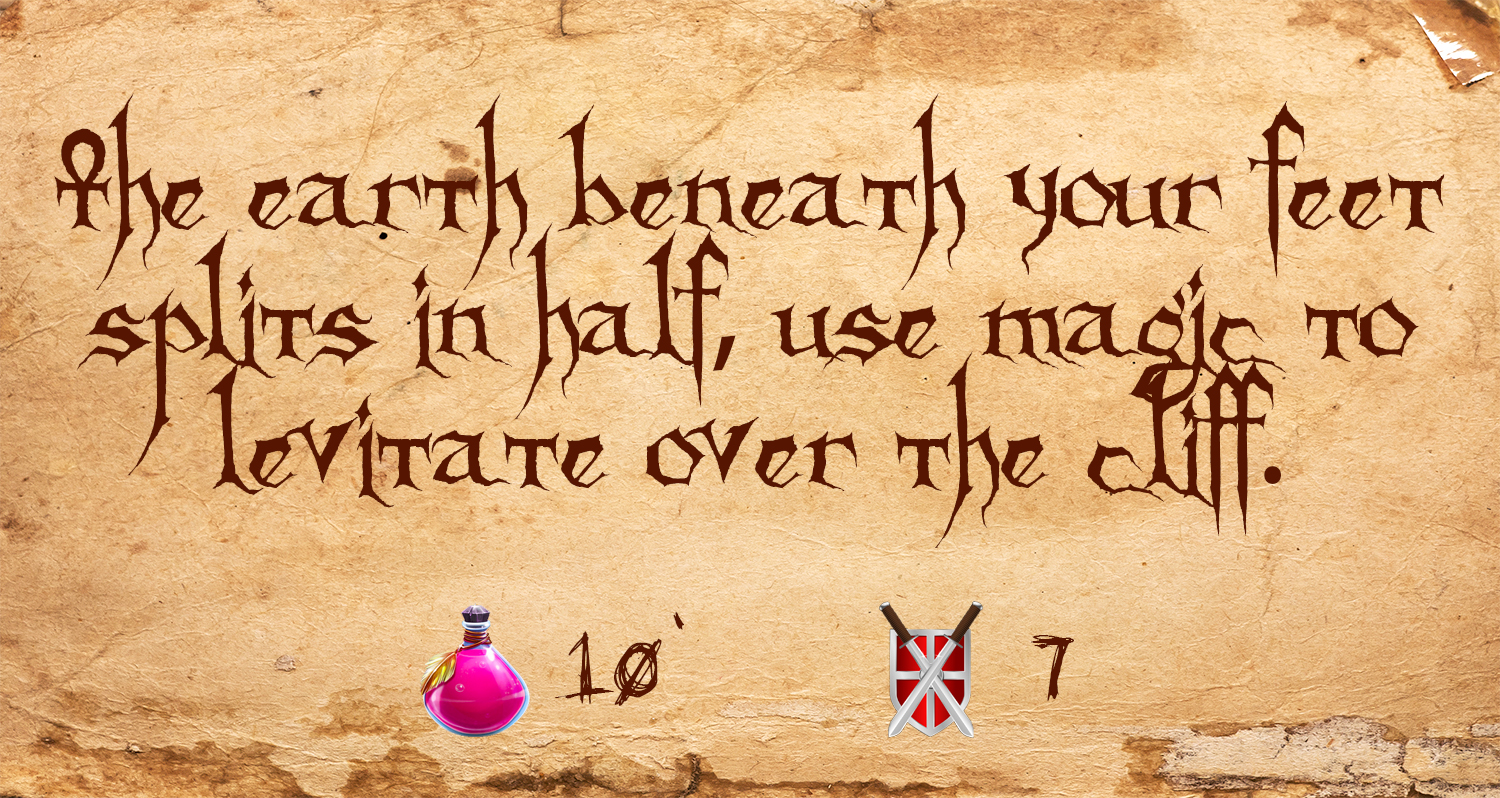 The earth beneath your feet
splits in half, use magic to
levitate over the cliff.
10` 7